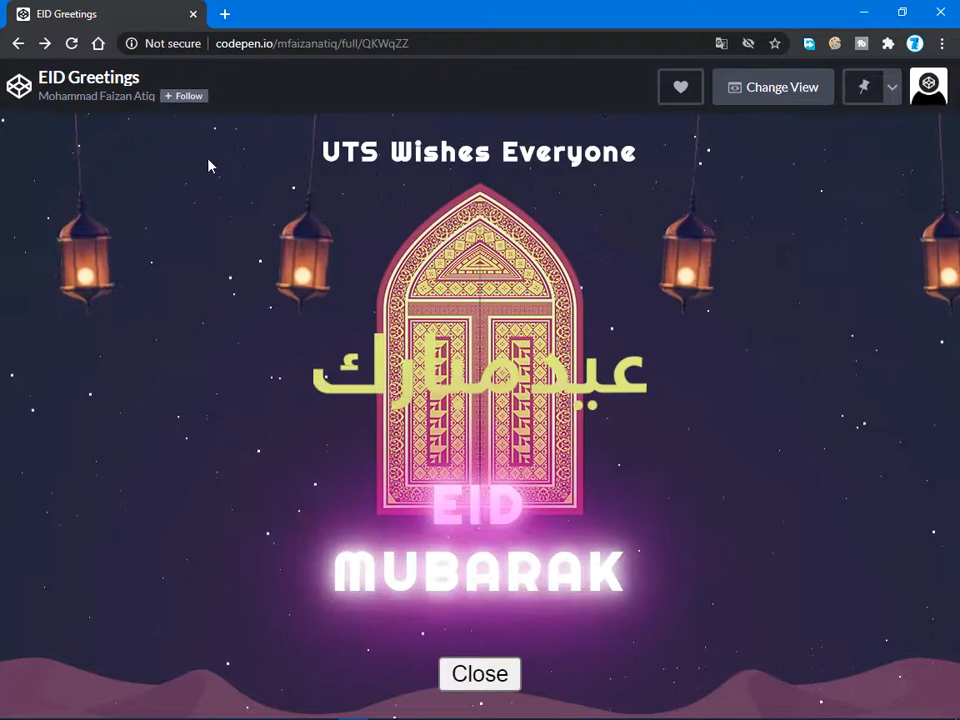 EID Greetings
Not secure
codepen.io/mfaizanatiq/full/QKWqZZ
EID Greetings
Mohammad Faizan Atiq
+ Follow
Change View
UTS Wishes Everyone
عيد مبارك
EID
MUBARAK
Close